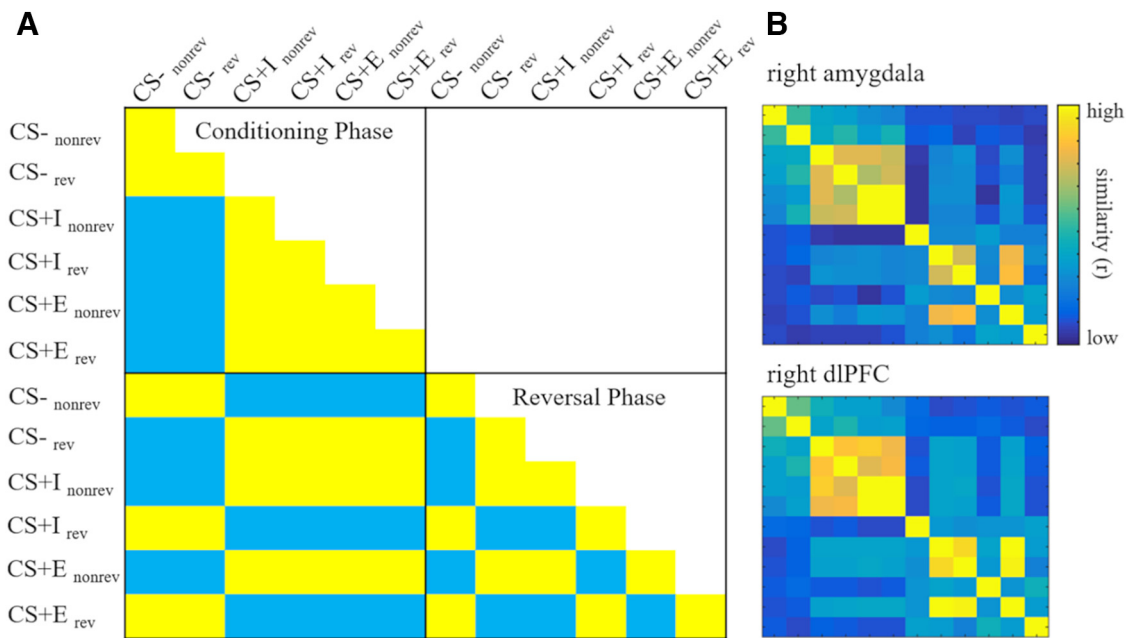 A
CS- nonrev CS- rev CS+I nonrev CS+I rev CS+E nonrev CS+E rev CS- nonrev CS- rev CS+I nonrev CS+I rev CS+E nonrev CS+E rev
Conditioning Phase
CS- nonrev
CS- rev
CS+I nonrev
CS+I rev
CS+E nonrev
CS+E rev
Reversal Phase
CS- nonrev
CS- rev
CS+I nonrev
CS+I rev
CS+E nonrev
CS+E rev
B
right amygdala
high
similarity (r)
low
right dlPFC